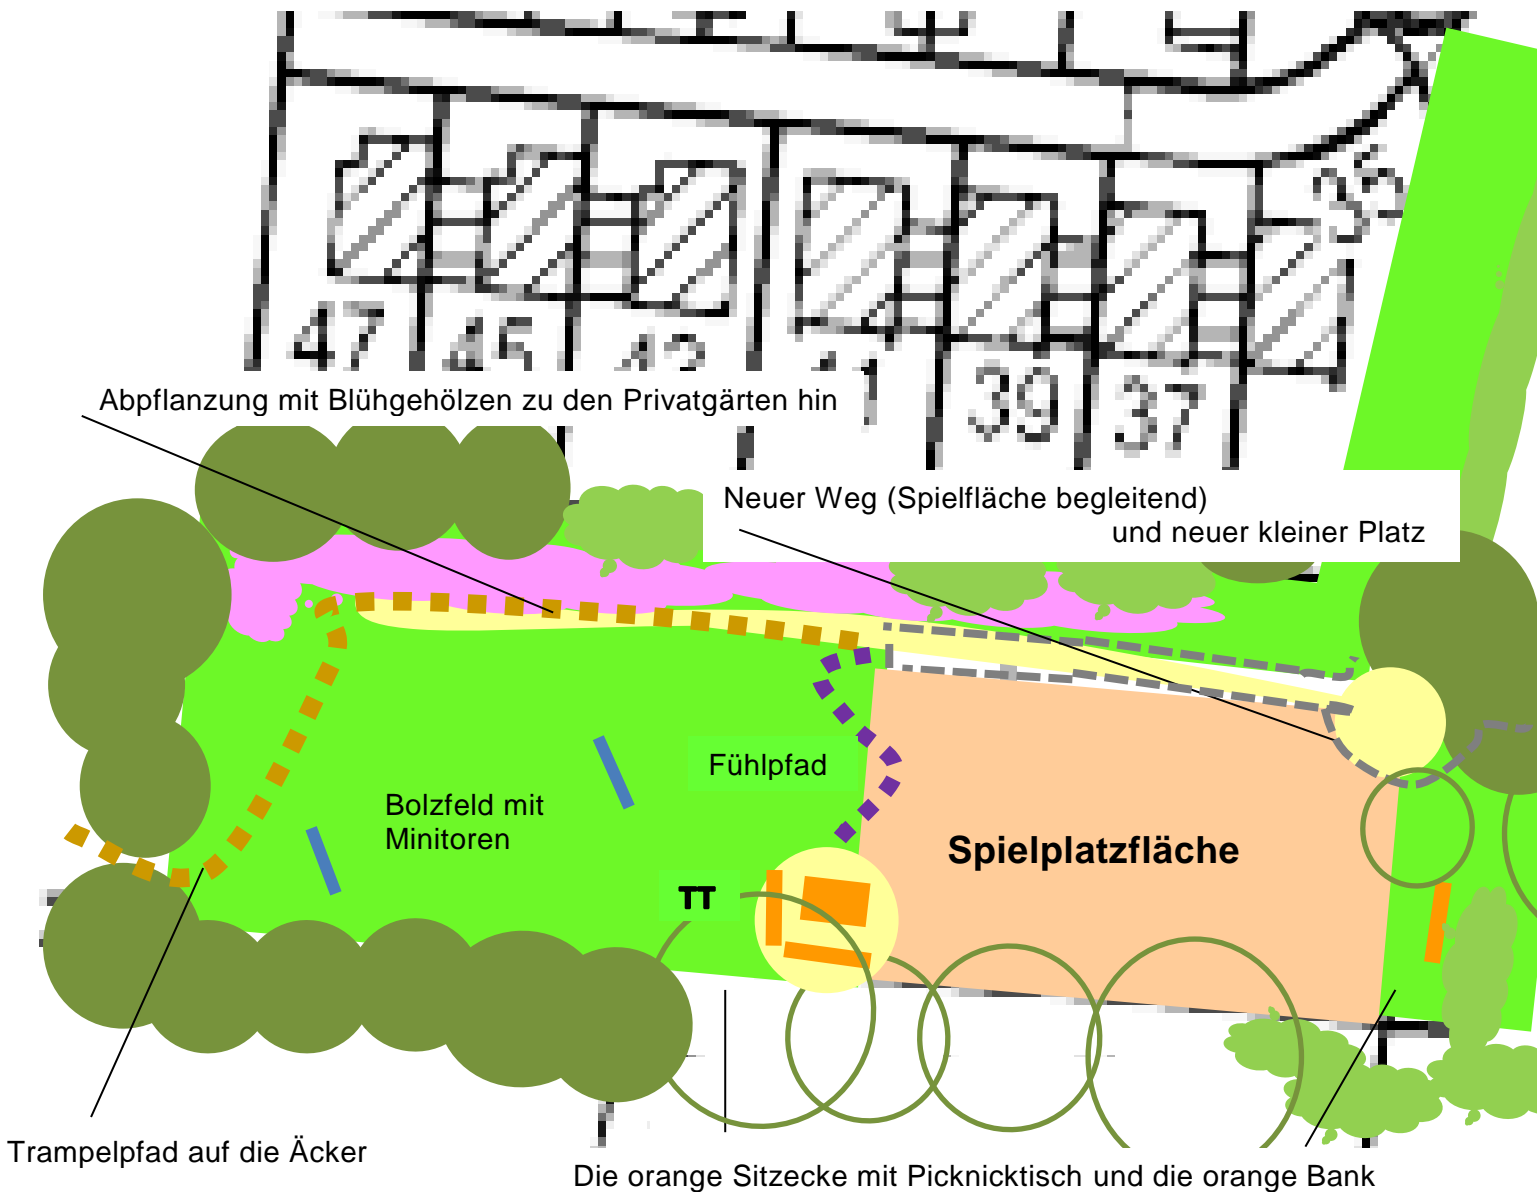 35
47 45 43 41 39 37
Abpflanzung mit Blühgehölzen zu den Privatgärten hin
Neuer Weg (Spielfläche begleitend)
und neuer kleiner Platz
Fühlpfad
Bolzfeld mit
Minitoren
Spielplatzfläche
TT
Trampelpfad auf die Äcker
Die orange Sitzecke mit Picknicktisch und die orange Bank